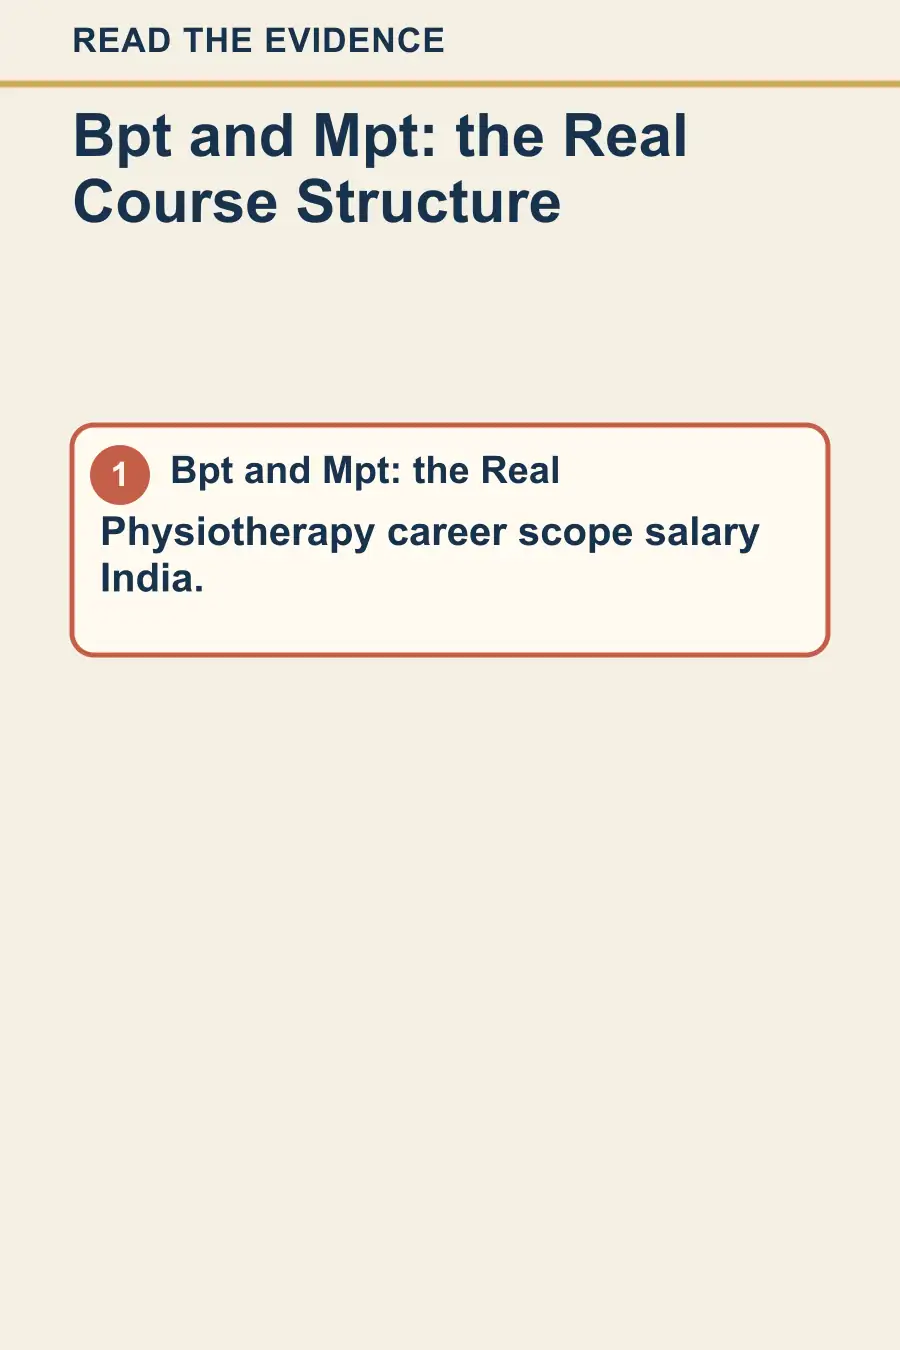 READ THE EVIDENCE
Bpt and Mpt: the Real
Course Structure
1 Bpt and Mpt: the Real
Physiotherapy career scope salary
India.